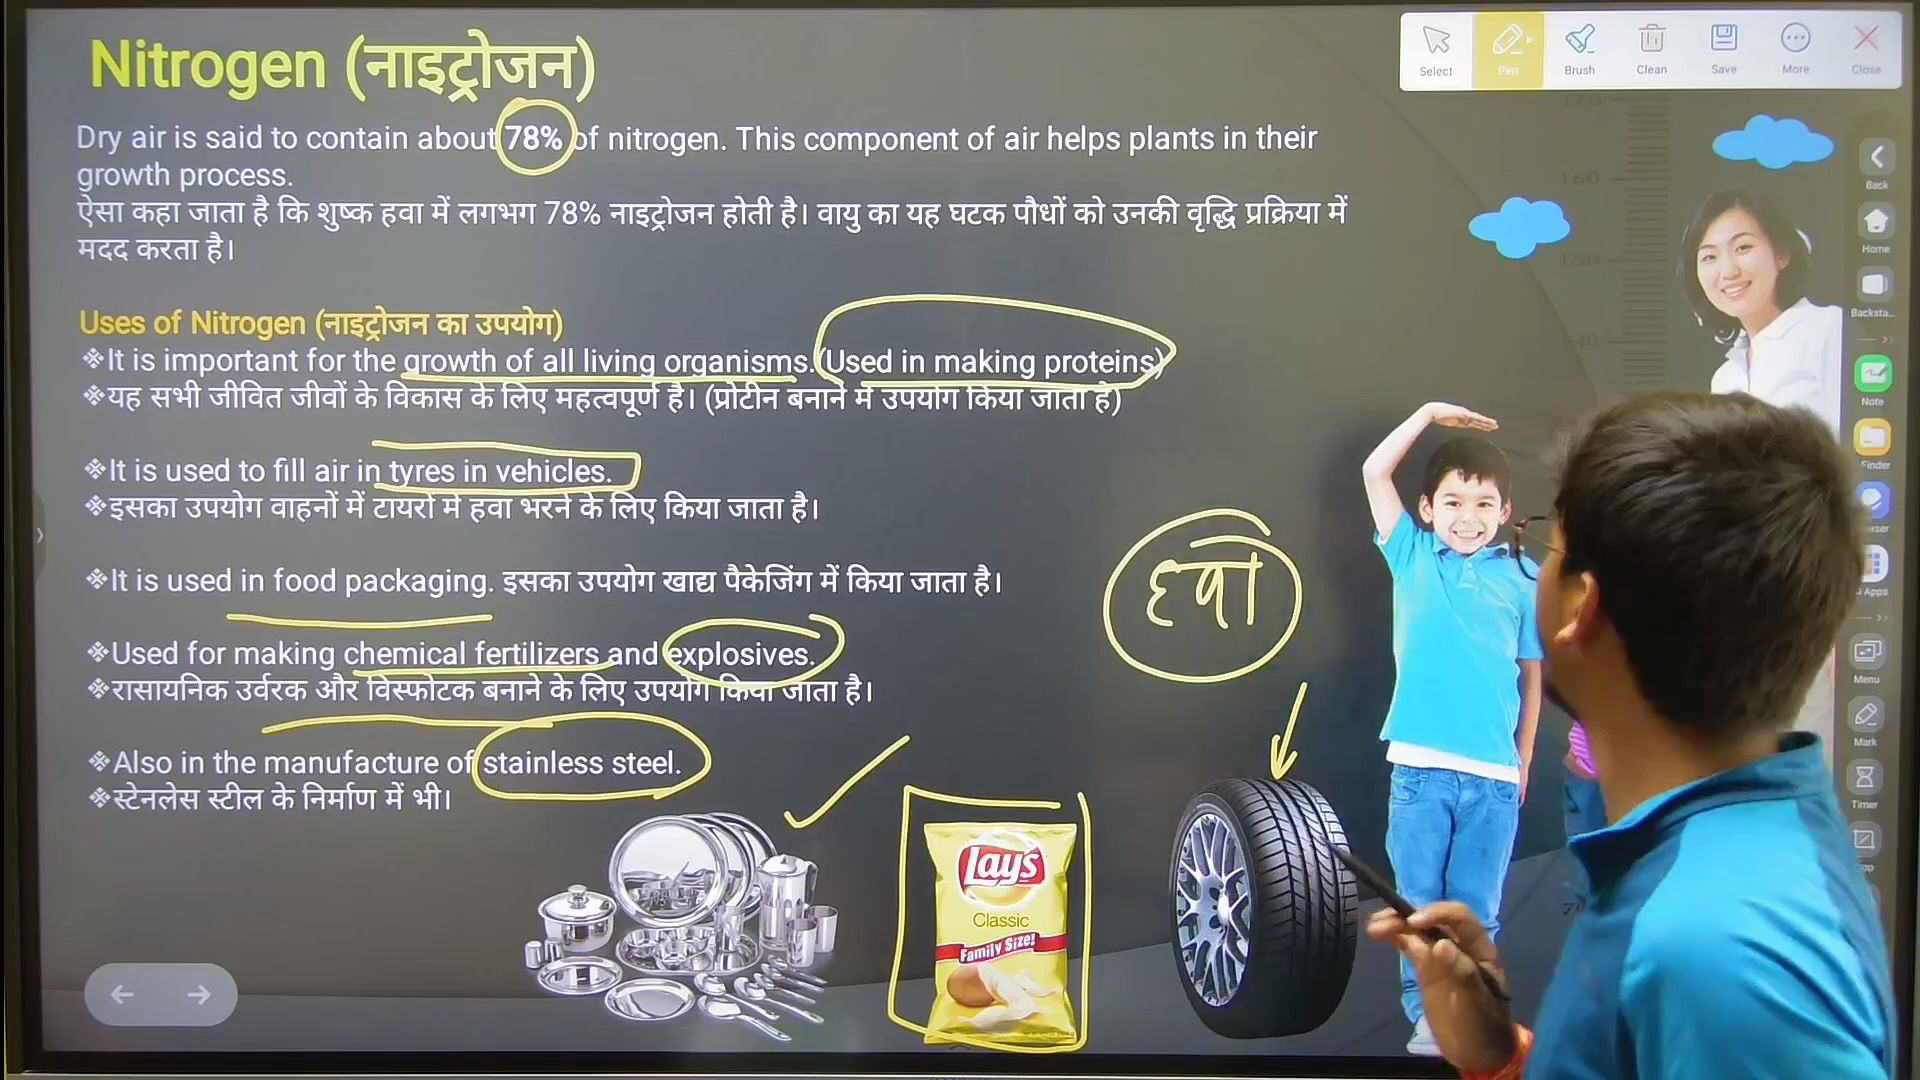 Nitrogen (नाइट्रोजन)
Dry air is said to contain about 78% of nitrogen. This component of air helps plants in their
growth process.
ऐसा कहा जाता है कि शुष्क हवा में लगभग 78% नाइट्रोजन होती है। वायु का यह घटक पौधों को उनकी वृद्धि प्रक्रिया में
मदद करता है।
Uses of Nitrogen (नाइट्रोजन का उपयोग)
❖It is important for the growth of all living organisms. (Used in making proteins)
❖यह सभी जीवित जीवों के विकास के लिए महत्वपूर्ण है। (प्रोटीन बनाने में उपयोग किया जाता है)
❖It is used to fill air in tyres in vehicles.
❖इसका उपयोग वाहनों में टायरों में हवा भरने के लिए किया जाता है।
❖It is used in food packaging. इसका उपयोग खाद्य पैकेजिंग में किया जाता है।
❖Used for making chemical fertilizers and explosives.
❖रासायनिक उर्वरक और विस्फोटक बनाने के लिए उपयोग किया जाता है।
❖Also in the manufacture of stainless steel.
❖स्टेनलेस स्टील के निर्माण में भी।
हवा
Lay's
Classic
Family Size!
Select Pen Brush Clean Save More Close
160
150
Back
Home
Backsta...
Note
Finder
Apps
Menu
Mark
Timer